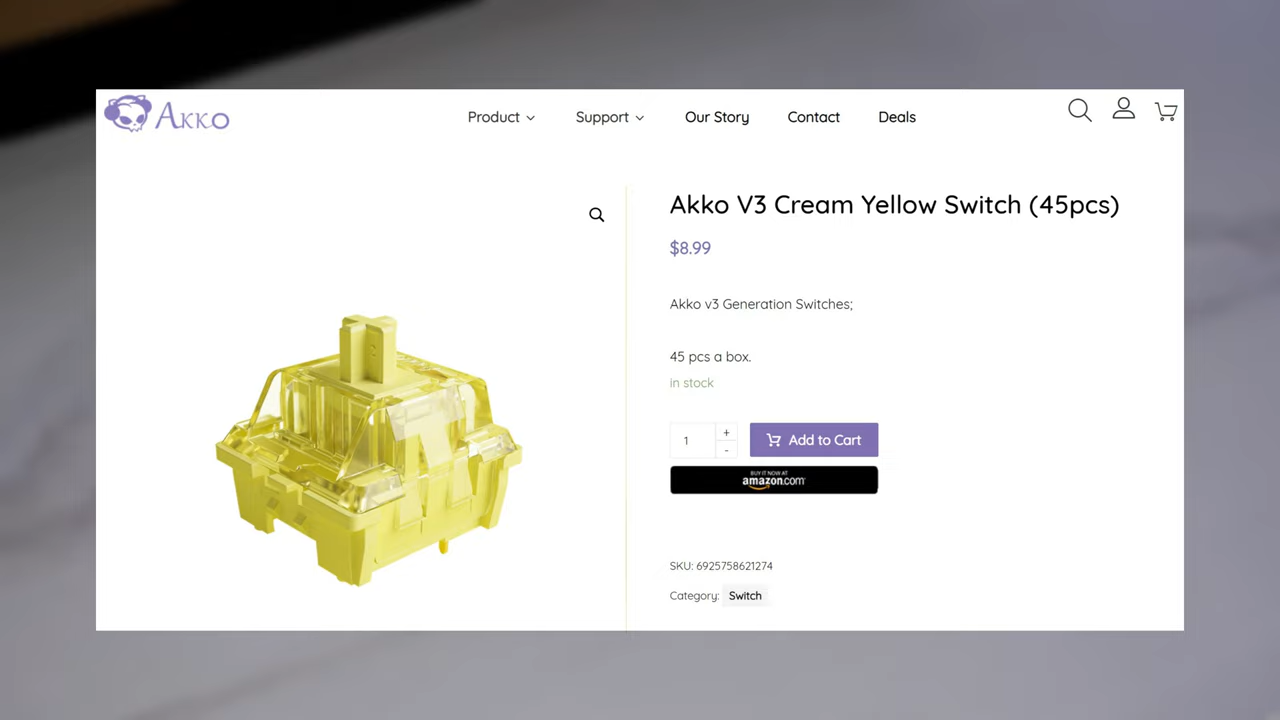 AKKO
Product
Support
Our Story
Contact
Deals
Akko V3 Cream Yellow Switch (45pcs)
$8.99
Akko v3 Generation Switches;
45 pcs a box.
in stock
1
+
-
Add to Cart
BUY IT NOW AT
amazon.com
SKU: 6925758621274
Category: Switch